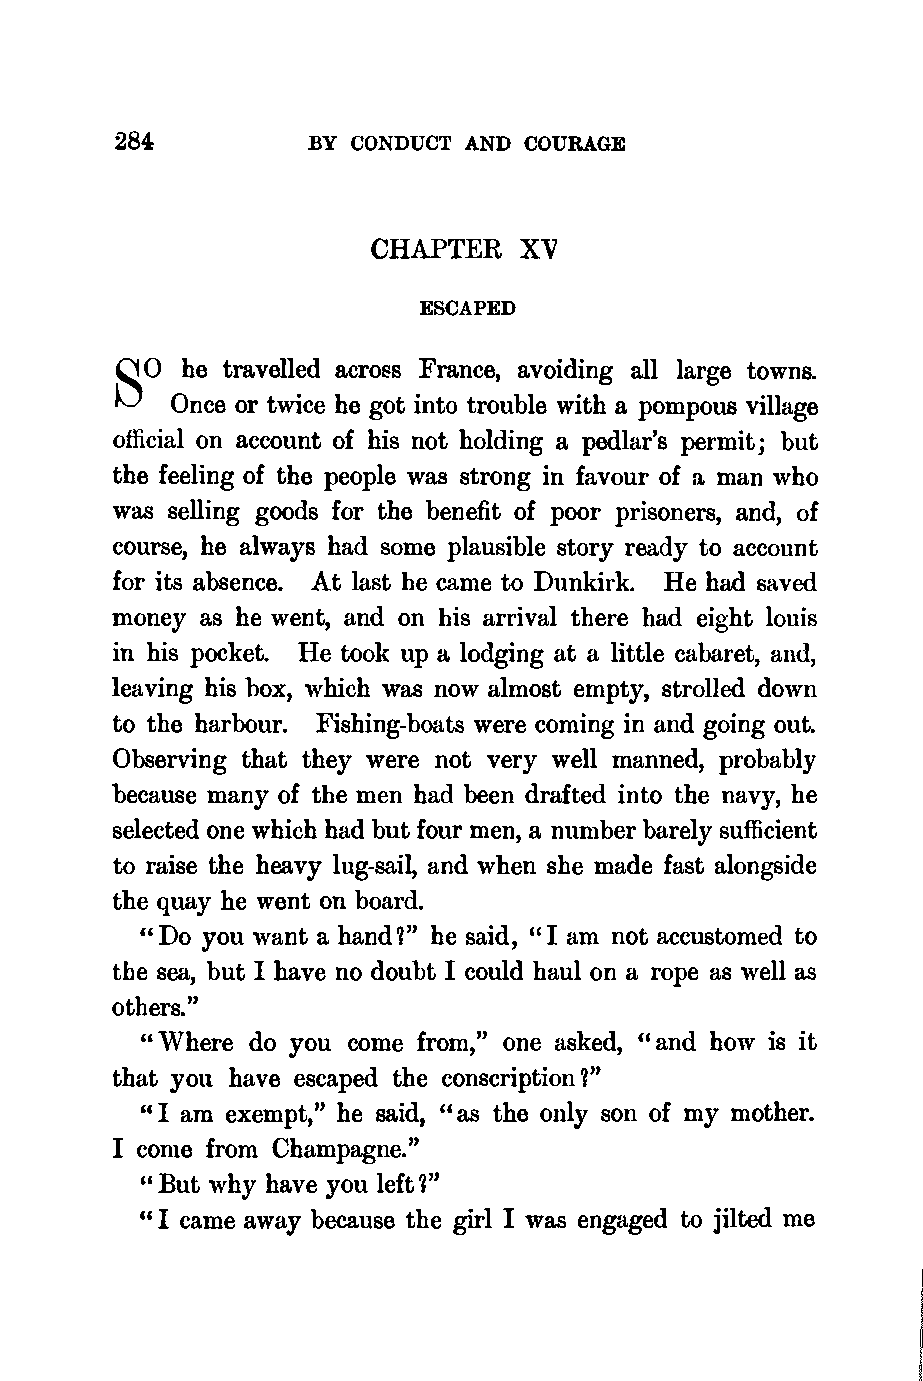 284 BY CONDUCT AND COURAGE
CHAPTER XV
ESCAPED
SO he travelled across France, avoiding all large towns.
Once or twice he got into trouble with a pompous village
official on account of his not holding a pedlar's permit; but
the feeling of the people was strong in favour of a man who
was selling goods for the benefit of poor prisoners, and, of
course, he always had some plausible story ready to account
for its absence. At last he came to Dunkirk. He had saved
money as he went, and on his arrival there had eight louis
in his pocket. He took up a lodging at a little cabaret, and,
leaving his box, which was now almost empty, strolled down
to the harbour. Fishing-boats were coming in and going out.
Observing that they were not very well manned, probably
because many of the men had been drafted into the navy, he
selected one which had but four men, a number barely sufficient
to raise the heavy lug-sail, and when she made fast alongside
the quay he went on board.
"Do you want a hand?" he said, "I am not accustomed to
the sea, but I have no doubt I could haul on a rope as well as
others."
"Where do you come from," one asked, "and how is it
that you have escaped the conscription?"
"I am exempt," he said, "as the only son of my mother.
I come from Champagne."
"But why have you left?"
"I came away because the girl I was engaged to jilted me